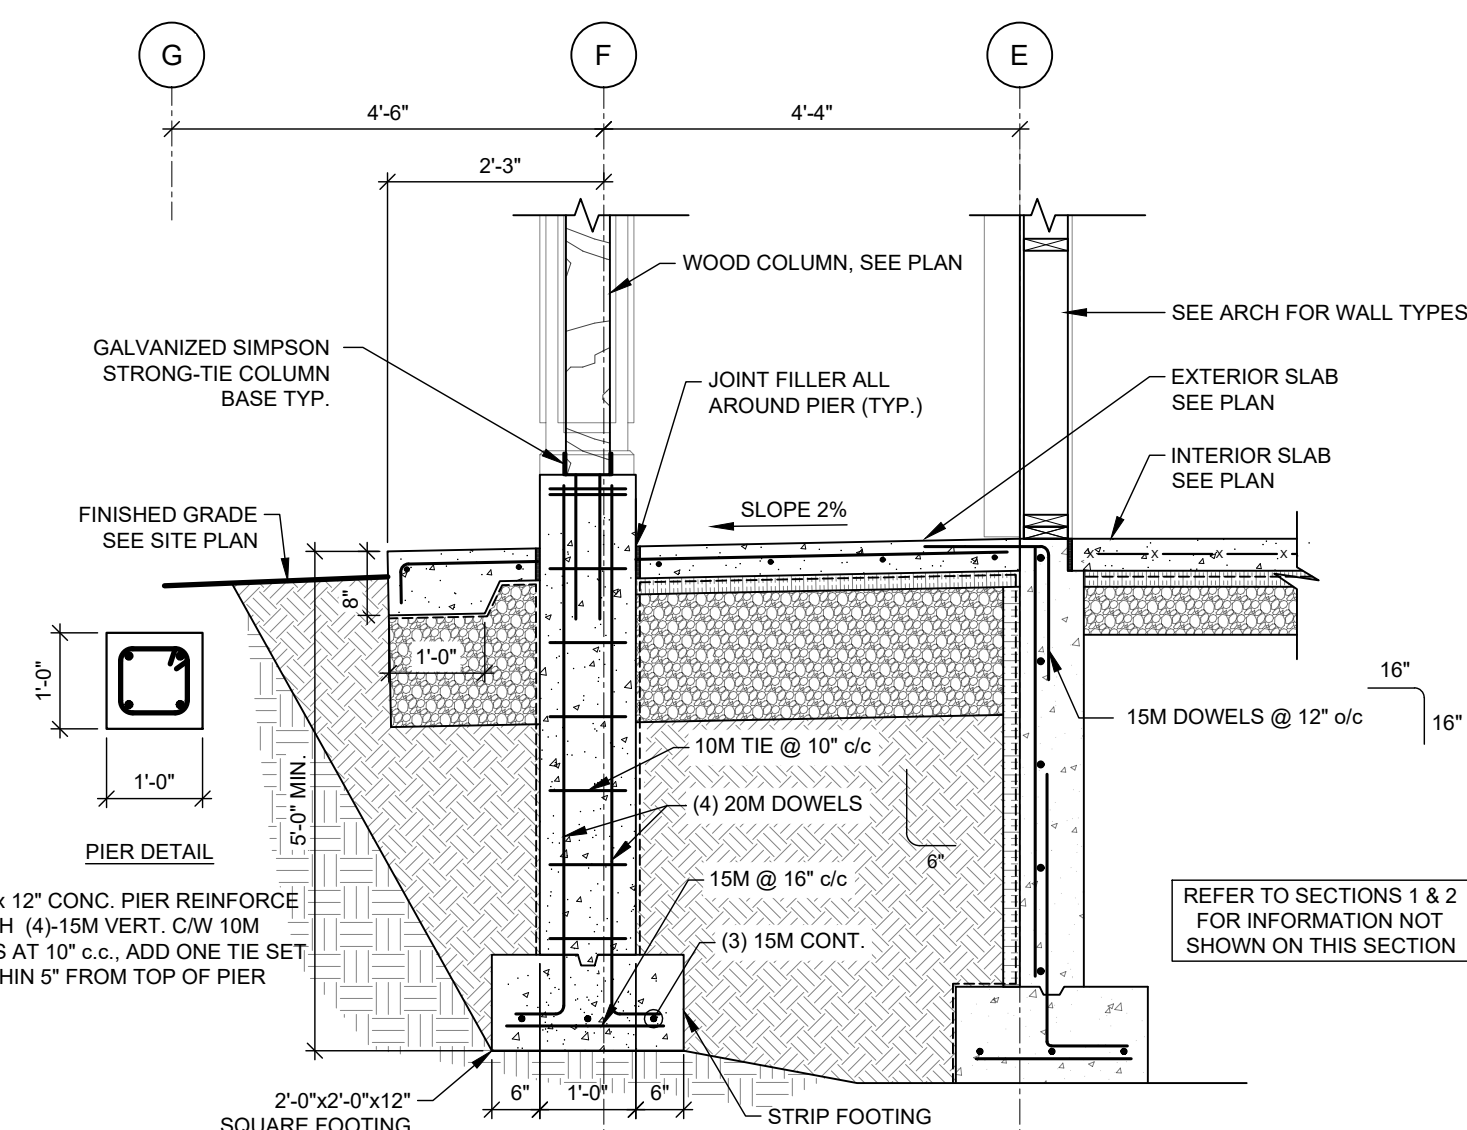 G
F
E
4'-6"
4'-4"
2'-3"
WOOD COLUMN, SEE PLAN
SEE ARCH FOR WALL TYPES
GALVANIZED SIMPSON
STRONG-TIE COLUMN
BASE TYP.
JOINT FILLER ALL
AROUND PIER (TYP.)
EXTERIOR SLAB
SEE PLAN
INTERIOR SLAB
SEE PLAN
FINISHED GRADE
SEE SITE PLAN
SLOPE 2%
x
x
x
x
8"
1'-0"
1'-0"
1'-0"
5'-0" MIN.
16"
16"
15M DOWELS @ 12" o/c
10M TIE @ 10" c/c
(4) 20M DOWELS
6"
15M @ 16" c/c
(3) 15M CONT.
PIER DETAIL
x 12" CONC. PIER REINFORCE
H (4)-15M VERT. C/W 10M
S AT 10" c.c., ADD ONE TIE SET
HIN 5" FROM TOP OF PIER
REFER TO SECTIONS 1 & 2
FOR INFORMATION NOT
SHOWN ON THIS SECTION
6"
1'-0"
6"
2'-0"x2'-0"x12"
SQUARE FOOTING
STRIP FOOTING